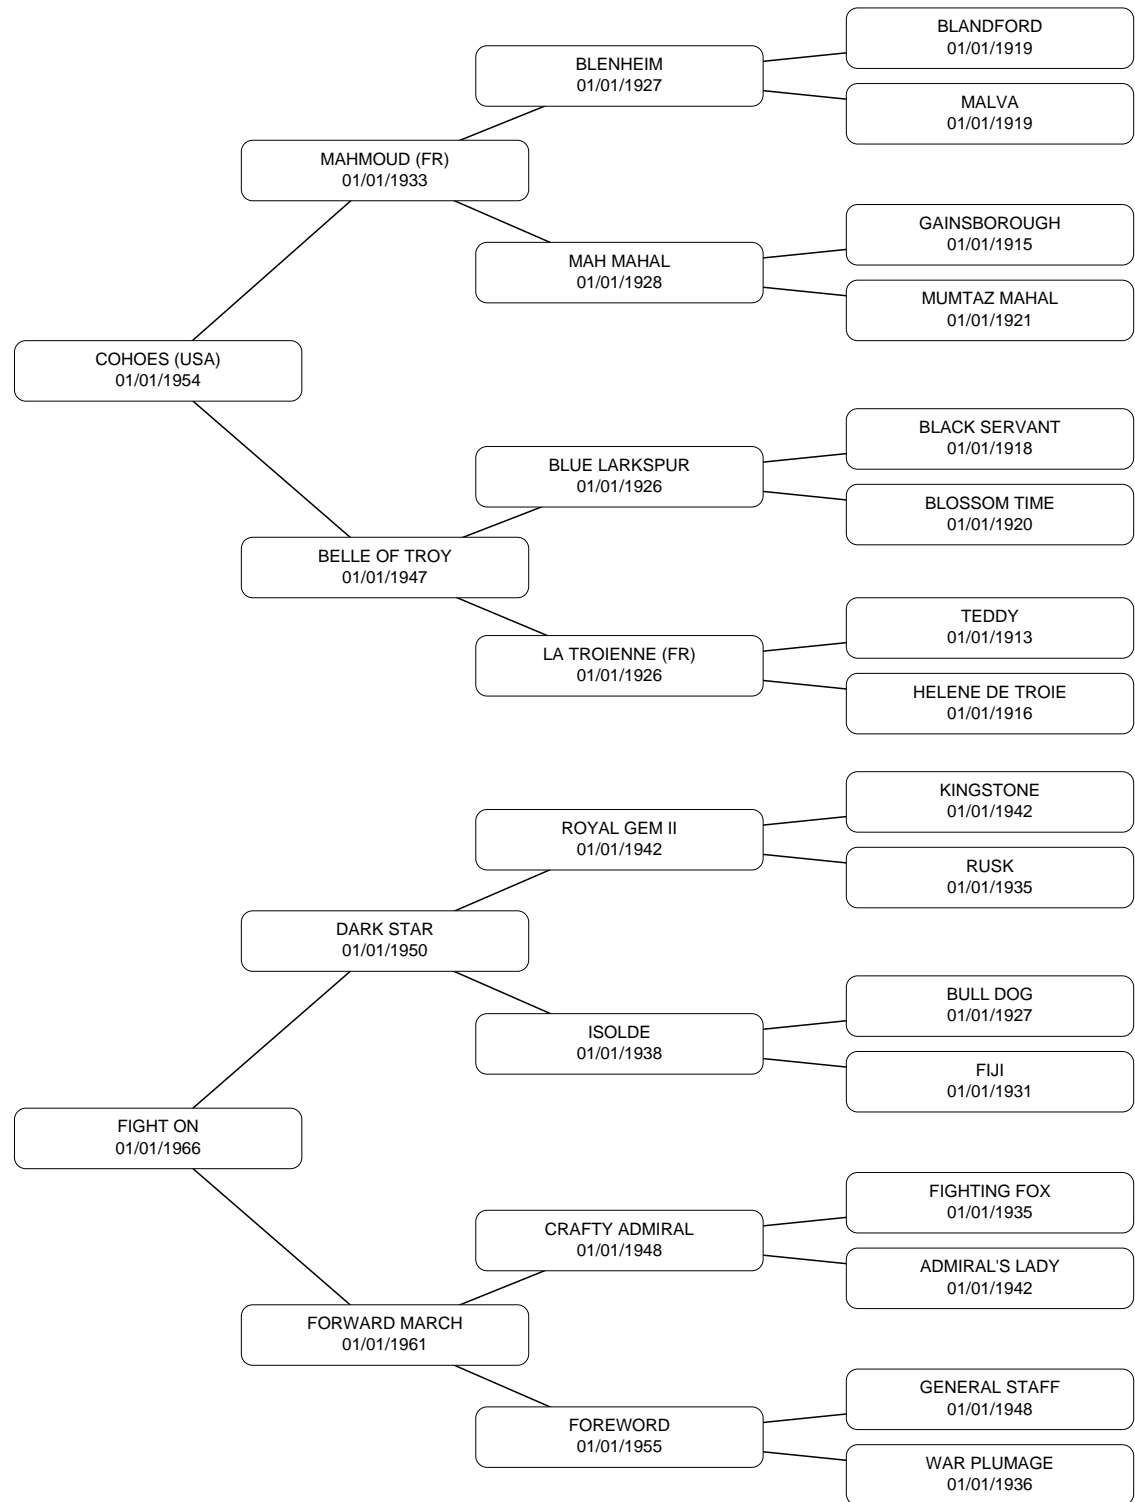 BLANDFORD
01/01/1919
BLENHEIM
01/01/1927
MALVA
01/01/1919
MAHMOUD (FR)
01/01/1933
GAINSBOROUGH
01/01/1915
MAH MAHAL
01/01/1928
MUMTAZ MAHAL
01/01/1921
COHOES (USA)
01/01/1954
BLACK SERVANT
01/01/1918
BLUE LARKSPUR
01/01/1926
BLOSSOM TIME
01/01/1920
BELLE OF TROY
01/01/1947
TEDDY
01/01/1913
LA TROIENNE (FR)
01/01/1926
HELENE DE TROIE
01/01/1916
KINGSTONE
01/01/1942
ROYAL GEM II
01/01/1942
RUSK
01/01/1935
DARK STAR
01/01/1950
BULL DOG
01/01/1927
ISOLDE
01/01/1938
FIJI
01/01/1931
FIGHT ON
01/01/1966
FIGHTING FOX
01/01/1935
CRAFTY ADMIRAL
01/01/1948
ADMIRAL'S LADY
01/01/1942
FORWARD MARCH
01/01/1961
GENERAL STAFF
01/01/1948
FOREWORD
01/01/1955
WAR PLUMAGE
01/01/1936